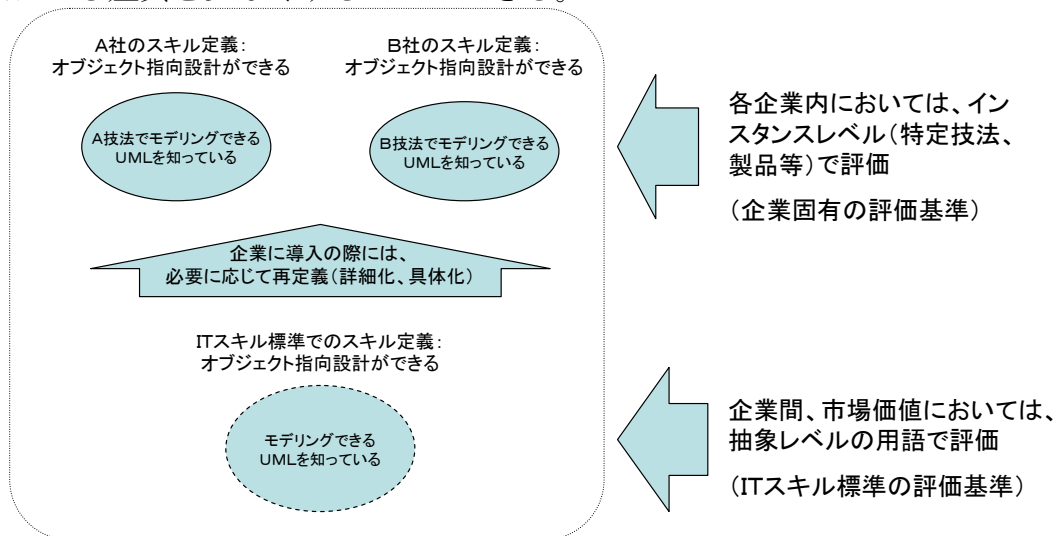 A社のスキル定義:
オブジェクト指向設計ができる
B社のスキル定義:
オブジェクト指向設計ができる
A技法でモデリングできる
UMLを知っている
B技法でモデリングできる
UMLを知っている
各企業内においては、イン
スタンスレベル(特定技法、
製品等)で評価
(企業固有の評価基準)
企業に導入の際には、
必要に応じて再定義(詳細化、具体化)
ITスキル標準でのスキル定義:
オブジェクト指向設計ができる
モデリングできる
UMLを知っている
企業間、市場価値においては、
抽象レベルの用語で評価
(ITスキル標準の評価基準)